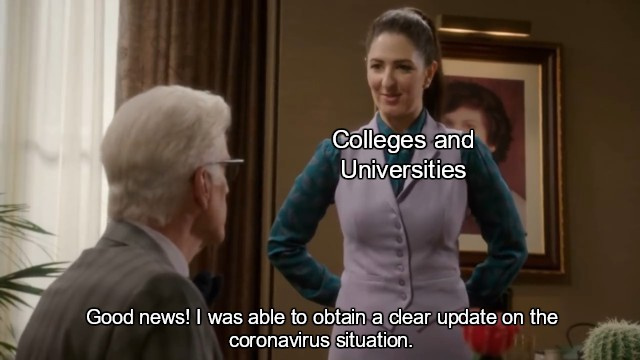 Colleges and
Universities
Good news! I was able to obtain a clear update on the
coronavirus situation.